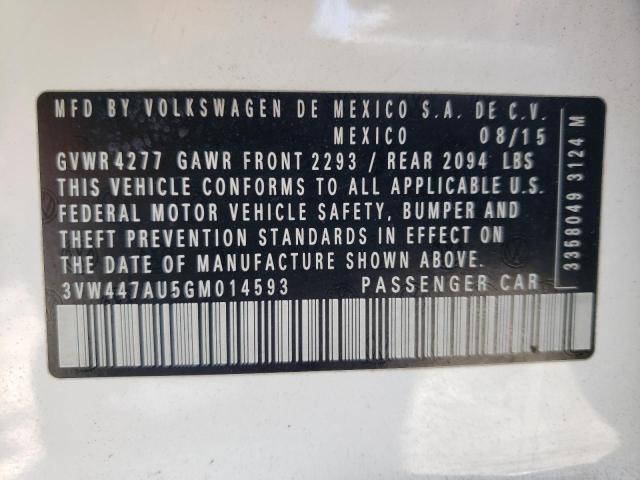 MFD BY VOLKSWAGEN DE MEXICO S.A. DE C.V.
MEXICO 08/15
GVWR 4277 GAWR FRONT 2293 / REAR 2094 LBS
THIS VEHICLE CONFORMS TO ALL APPLICABLE U.S.
FEDERAL MOTOR VEHICLE SAFETY, BUMPER AND
THEFT PREVENTION STANDARDS IN EFFECT ON
THE DATE OF MANUFACTURE SHOWN ABOVE.
3VW447AU5GM014593 PASSENGER CAR
3358049 3124 M